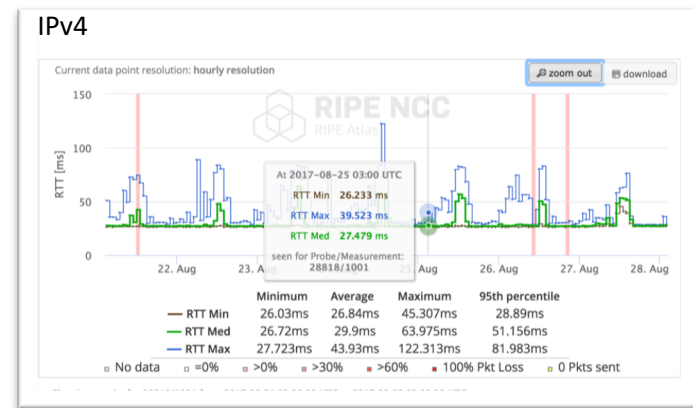 IPv4
Current data point resolution: hourly resolution
zoom out
download
RTT [ms]
150
100
50
0
RIPE NCC
RIPE Atlas
At 2017-08-25 03:00 UTC
RTT Min 26.233 ms
RTT Max 39.523 ms
RTT Med 27.479 ms
seen for Probe/Measurement:
28818/1001
22. Aug 23. A 25. Aug 26. Aug 27. Aug 28. Aug
Minimum Average Maximum 95th percentile
RTT Min 26.03ms 26.84ms 45.307ms 28.89ms
RTT Med 26.72ms 29.9ms 63.975ms 51.156ms
RTT Max 27.723ms 43.93ms 122.313ms 81.983ms
No data =0% >0% >30% >60% 100% Pkt Loss 0 Pkts sent